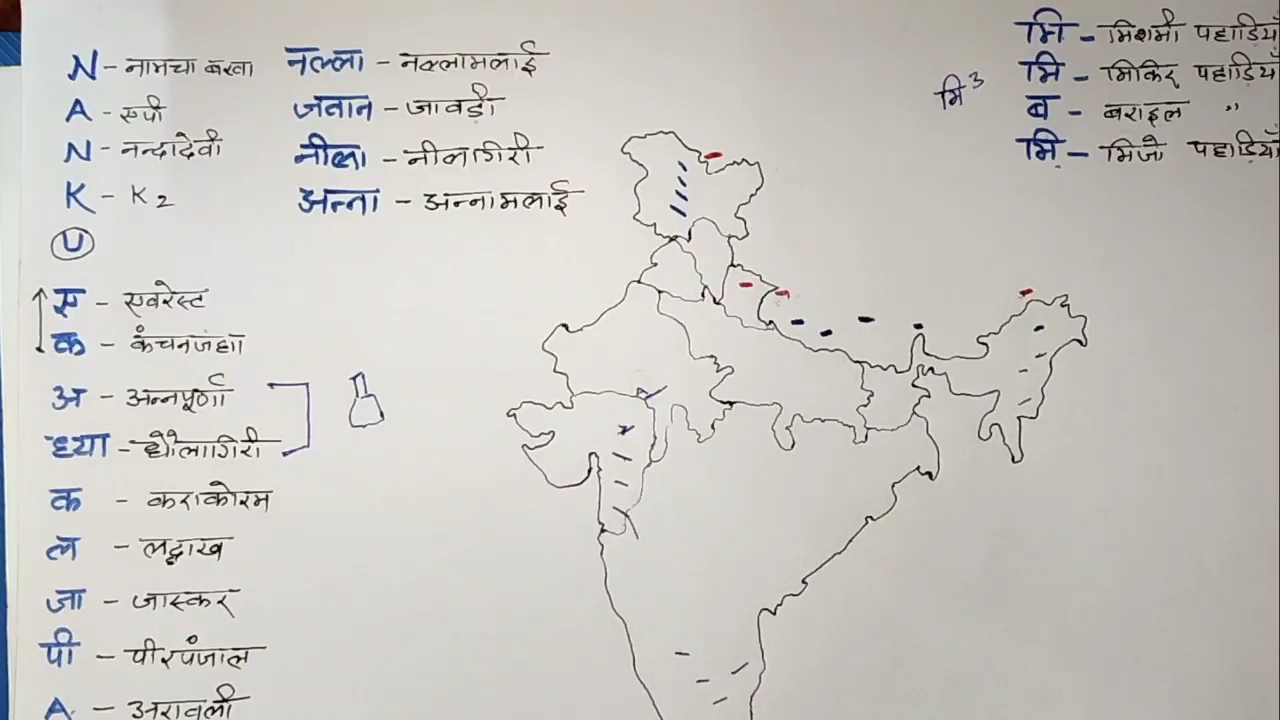 N - नामचा बरवा
A - रुपी
N - नन्दादेवी
K - K2
U
ए - एवरेस्ट
क - कंचनजंघा
अ - अन्नपूर्णा
ध्या - धौलागिरी
क - कराकोरम
ल - लद्दाख
जा - जास्कर
पी - पीरपंजाल
A - अरावली
नल्ला - नल्लामलाई
जवान - जावड़ी
नीला - नीलगिरी
अन्ना - अन्नामलाई
मि - मिशमी पहाड़ियाँ
मि - मिकिर पहाड़ियाँ
ब - बराइल "
मि - मिजो पहाड़ियाँ
मि3